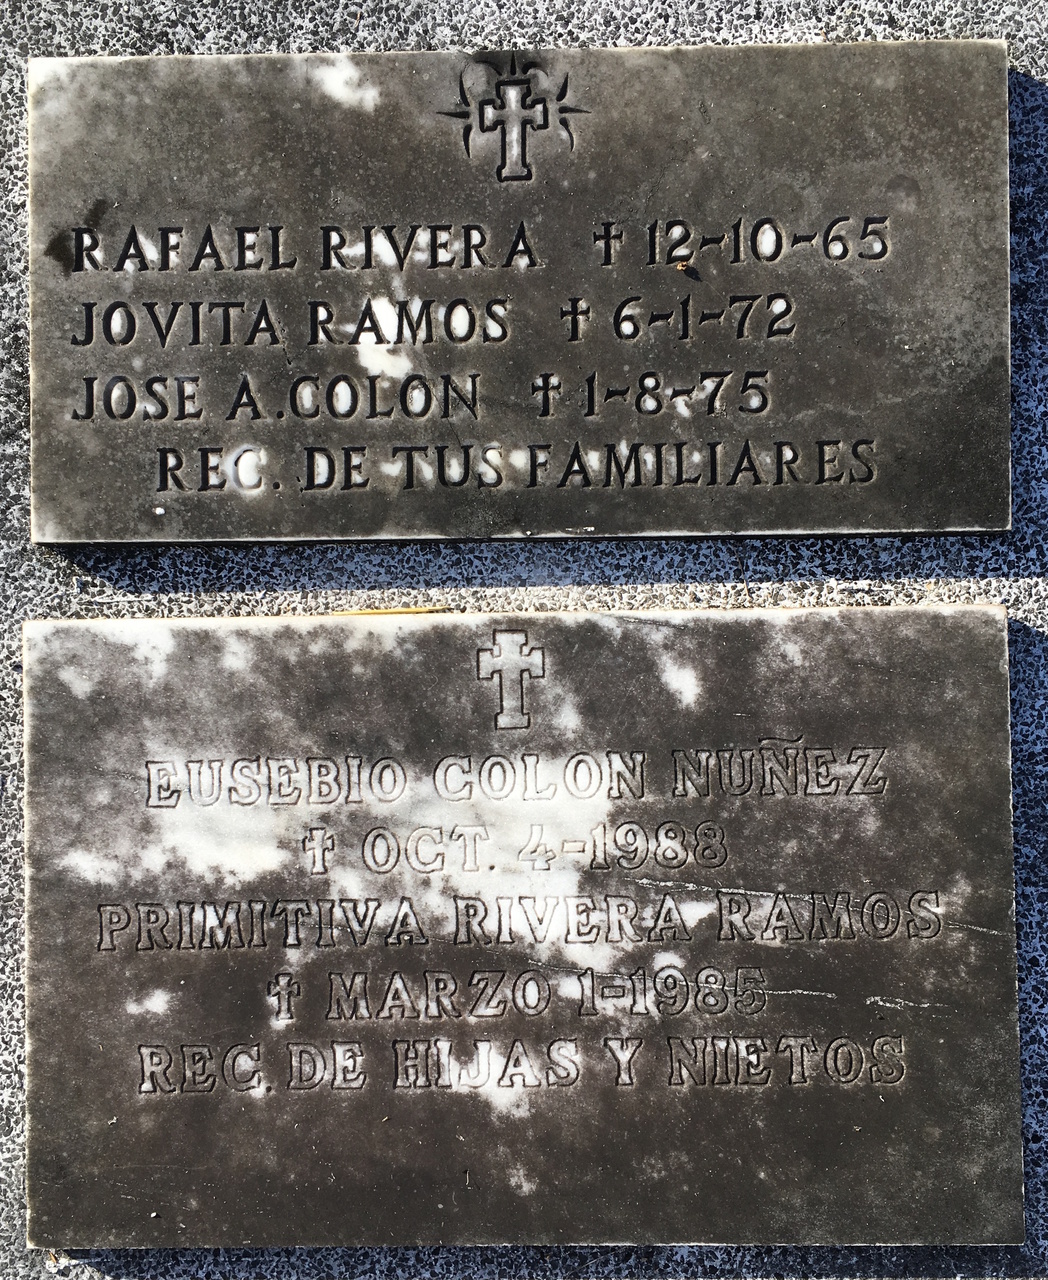 RAFAEL RIVERA † 12-10-65
JOVITA RAMOS † 6-1-72
JOSE A. COLON † 1-8-75
REC. DE TUS FAMILIARES
EUSEBIO COLON NUÑEZ
† OCT. 4-1988
PRIMITIVA RIVERA RAMOS
† MARZO 1-1985
REC. DE HIJAS Y NIETOS